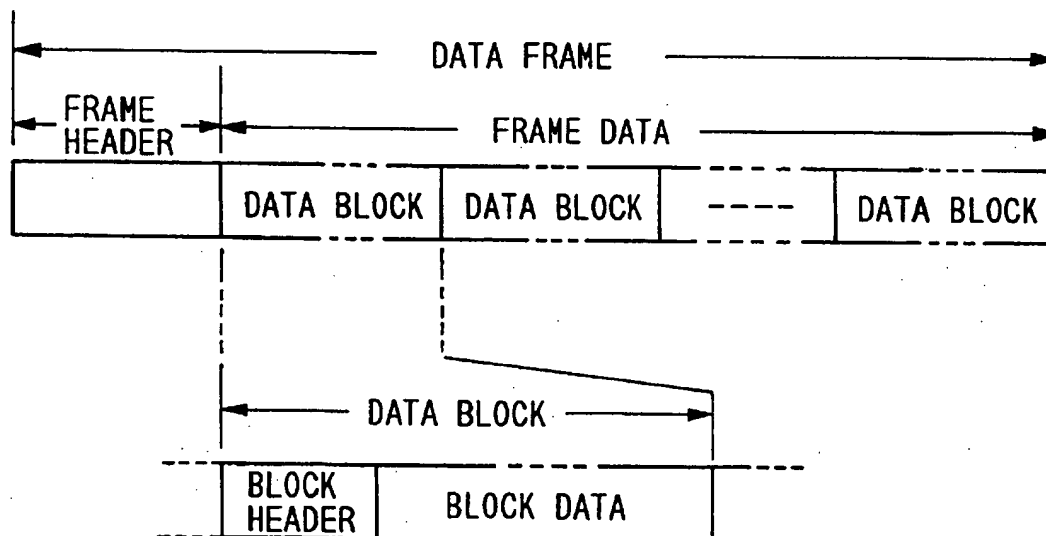 DATA FRAME
FRAME
HEADER
FRAME DATA
DATA BLOCK DATA BLOCK ---- DATA BLOCK
DATA BLOCK
BLOCK
HEADER
BLOCK DATA